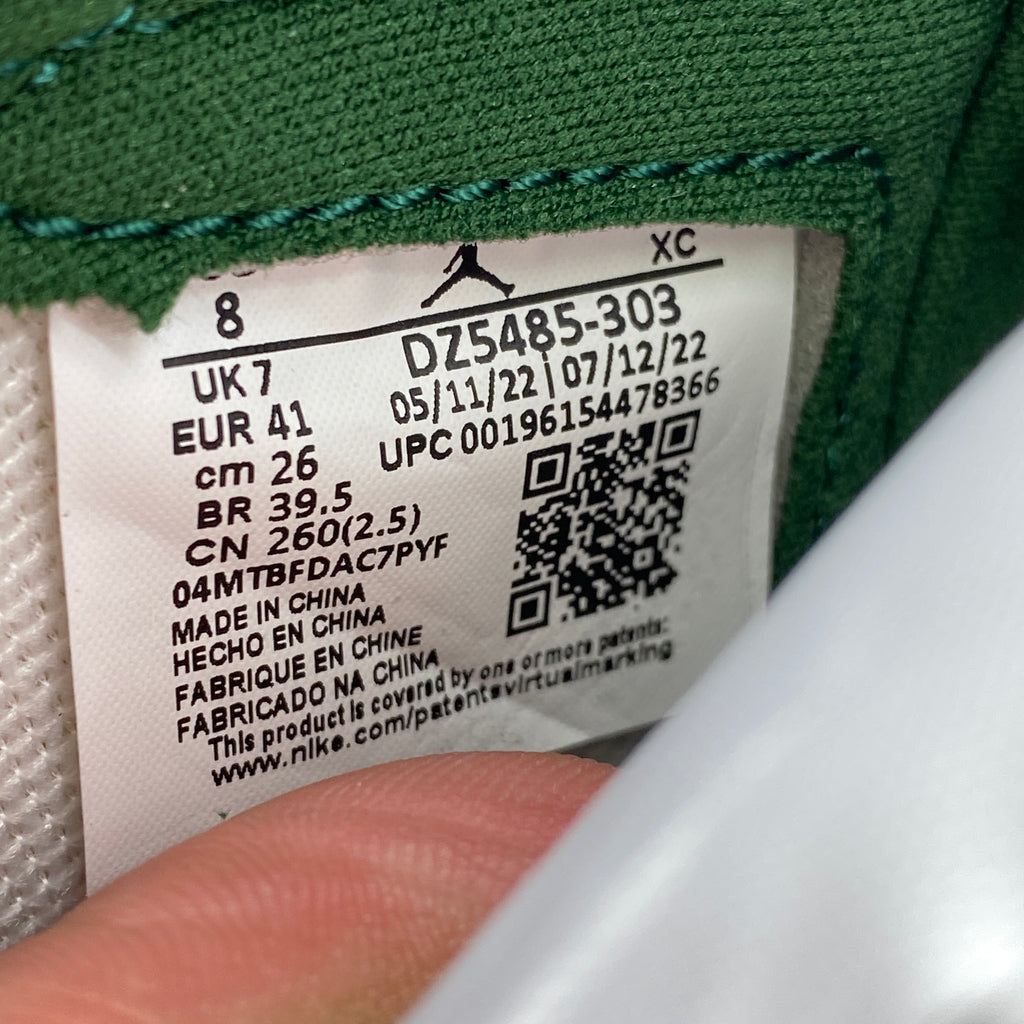 XC
8
DZ5485-303
UK 7
05/11/22 | 07/12/22
EUR 41
UPC 00196154478366
cm 26
BR 39.5
CN 260(2.5)
04MTBFDAC7PYF
MADE IN CHINA
HECHO EN CHINA
FABRIQUE EN CHINE
FABRICADO NA CHINA
This product is covered by one or more patents:
www.nike.com/patentsvirtualmarking